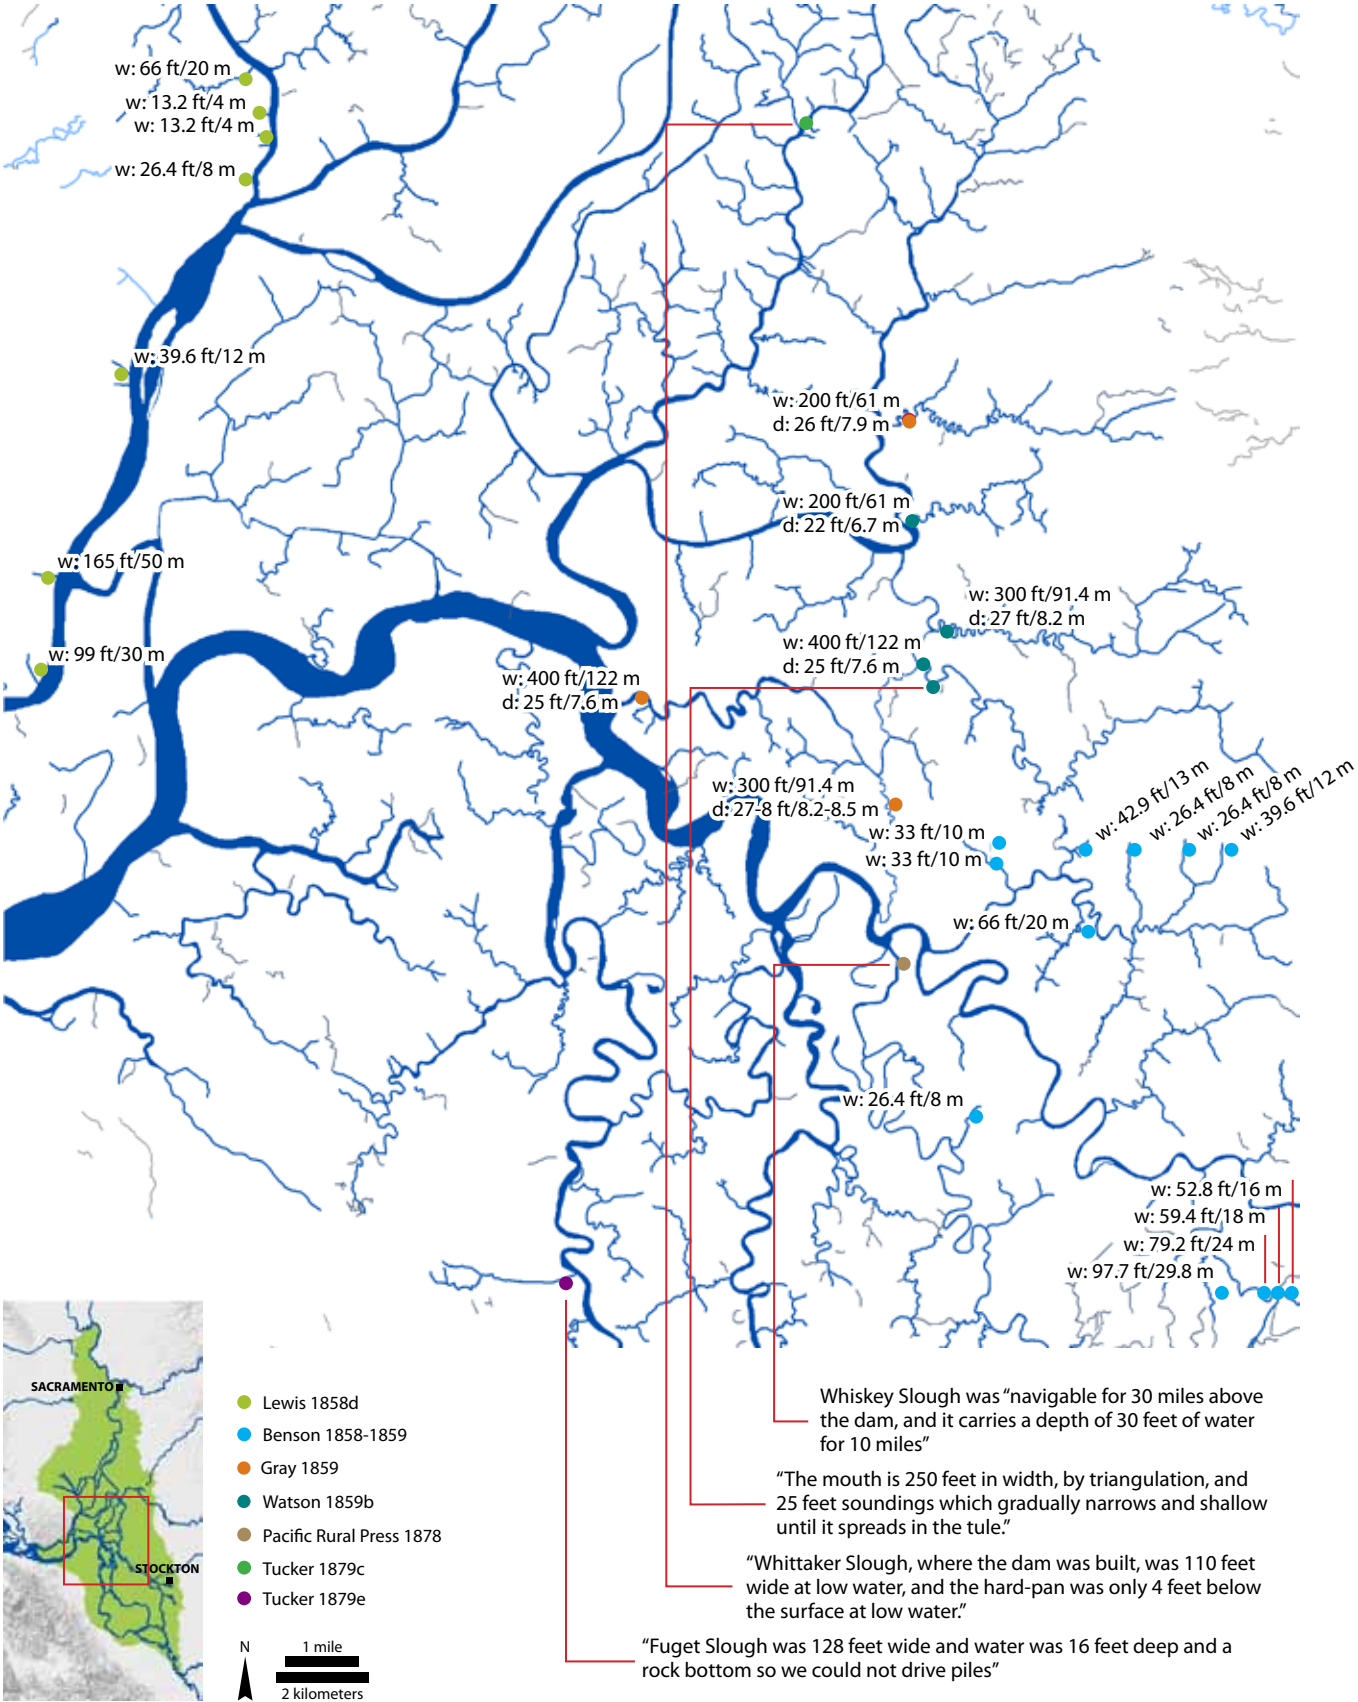 w: 66 ft/20 m
w: 13.2 ft/4 m
w: 13.2 ft/4 m
w: 26.4 ft/8 m
w: 39.6 ft/12 m
w: 200 ft/61 m
d: 26 ft/7.9 m
w: 200 ft/61 m
d: 22 ft/6.7 m
w: 165 ft/50 m
w: 300 ft/91.4 m
d: 27 ft/8.2 m
w: 400 ft/122 m
d: 25 ft/7.6 m
w: 99 ft/30 m
w: 400 ft/122 m
d: 25 ft/7.6 m
w: 300 ft/91.4 m
d: 27-8 ft/8.2-8.5 m
w: 42.9 ft/13 m
w: 26.4 ft/8 m
w: 26.4 ft/8 m
w: 39.6 ft/12 m
w: 33 ft/10 m
w: 33 ft/10 m
w: 66 ft/20 m
w: 26.4 ft/8 m
w: 52.8 ft/16 m
w: 59.4 ft/18 m
w: 79.2 ft/24 m
w: 97.7 ft/29.8 m
SACRAMENTO
STOCKTON
Lewis 1858d
Benson 1858-1859
Gray 1859
Watson 1859b
Pacific Rural Press 1878
Tucker 1879c
Tucker 1879e
N
1 mile
2 kilometers
Whiskey Slough was “navigable for 30 miles above
the dam, and it carries a depth of 30 feet of water
for 10 miles”
“The mouth is 250 feet in width, by triangulation, and
25 feet soundings which gradually narrows and shallow
until it spreads in the tule.”
“Whittaker Slough, where the dam was built, was 110 feet
wide at low water, and the hard-pan was only 4 feet below
the surface at low water.”
“Fuget Slough was 128 feet wide and water was 16 feet deep and a
rock bottom so we could not drive piles”